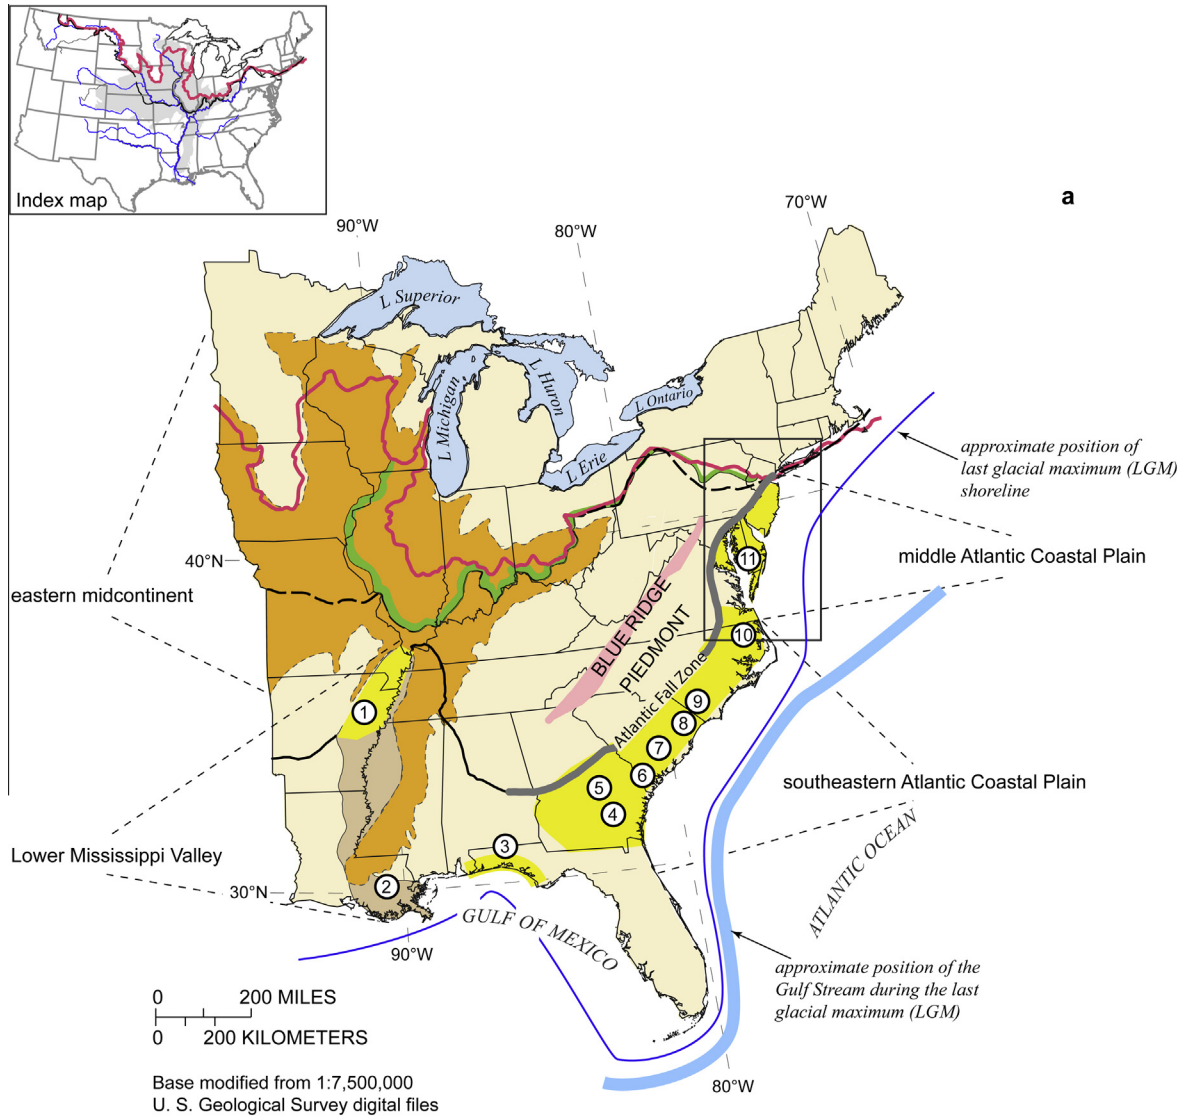 Index map
a
70°W
90°W
80°W
L Superior
L Michigan
L Huron
L Ontario
L Erie
approximate position of
last glacial maximum (LGM)
shoreline
40°N
middle Atlantic Coastal Plain
11
eastern midcontinent
BLUE RIDGE
PIEDMONT
10
Atlantic Fall Zone
1
9
8
7
6
5
4
southeastern Atlantic Coastal Plain
ATLANTIC OCEAN
3
Lower Mississippi Valley
2
30°N
GULF OF MEXICO
90°W
approximate position of the
Gulf Stream during the last
glacial maximum (LGM)
0 200 MILES
0 200 KILOMETERS
80°W
Base modified from 1:7,500,000
U. S. Geological Survey digital files